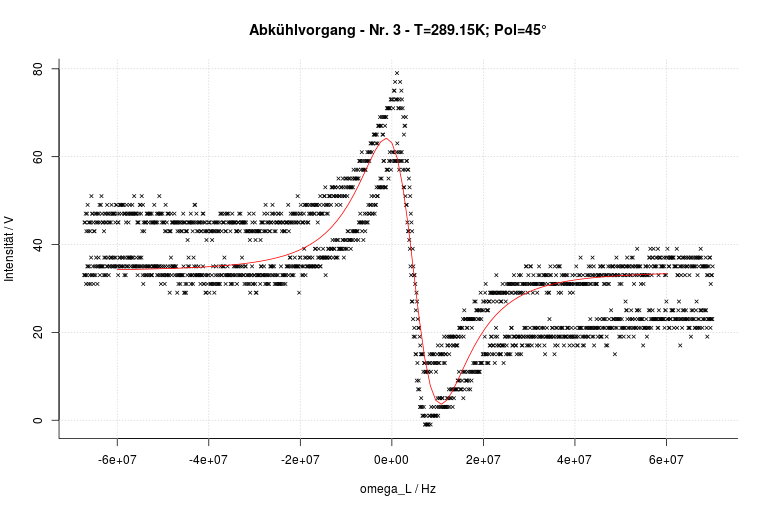 Abkühlvorgang - Nr. 3 - T=289.15K; Pol=45°
Intensität / V
80
60
40
20
0
-6e+07 -4e+07 -2e+07 0e+00 2e+07 4e+07 6e+07
omega_L / Hz